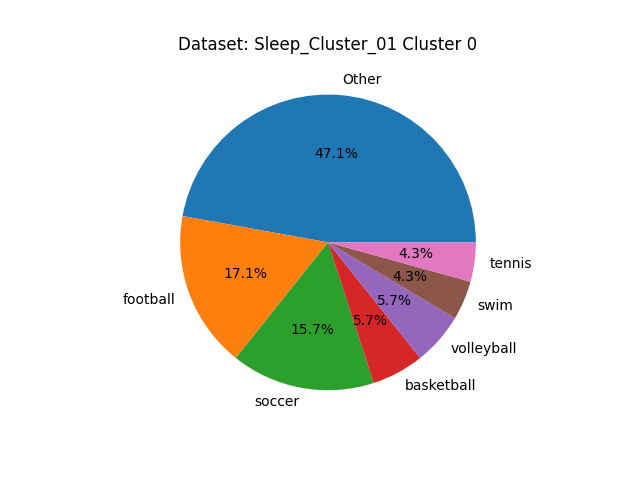 Dataset: Sleep_Cluster_01 Cluster 0
Other
47.1%
football
17.1%
soccer
15.7%
basketball
5.7%
volleyball
5.7%
swim
4.3%
tennis
4.3%